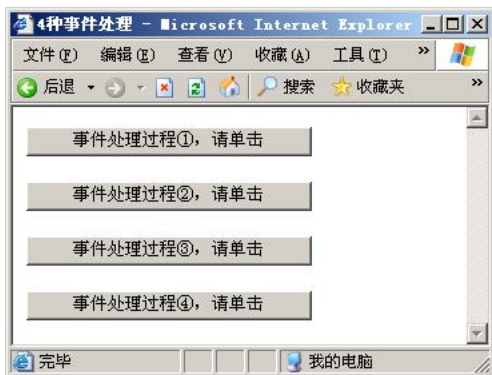 4种事件处理 - Microsoft Internet Explorer
文件(F) 编辑(E) 查看(V) 收藏(A) 工具(T) »
后退 搜索 收藏夹 »
事件处理过程①，请单击
事件处理过程②，请单击
事件处理过程③，请单击
事件处理过程④，请单击
完毕 我的电脑